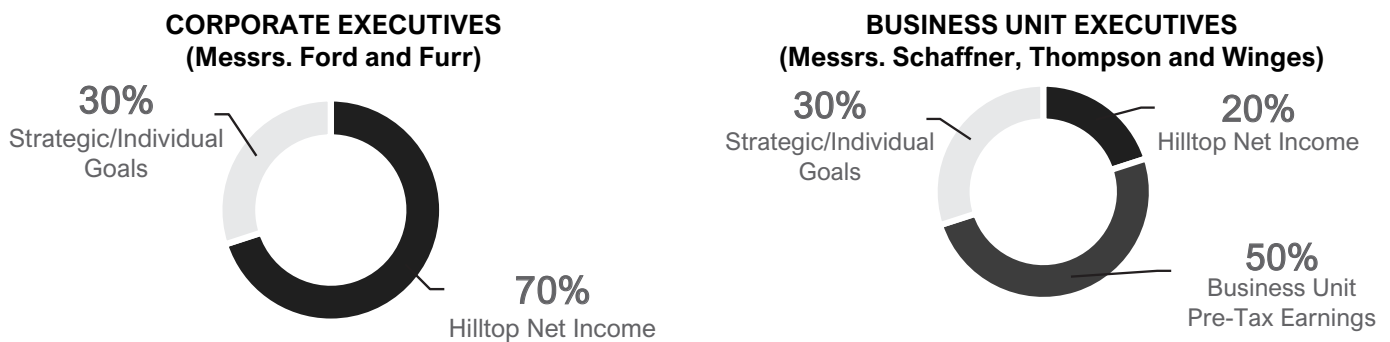 CORPORATE EXECUTIVES
(Messrs. Ford and Furr)
30%
Strategic/Individual
Goals
70%
Hilltop Net Income
BUSINESS UNIT EXECUTIVES
(Messrs. Schaffner, Thompson and Winges)
30%
Strategic/Individual
Goals
20%
Hilltop Net Income
50%
Business Unit
Pre-Tax Earnings